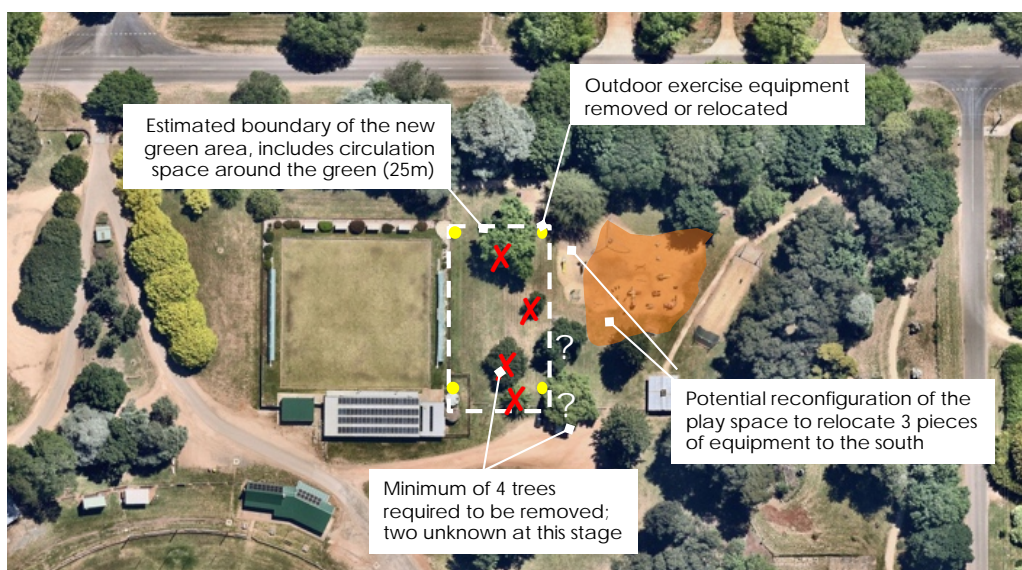 Outdoor exercise equipment
removed or relocated
Estimated boundary of the new
green area, includes circulation
space around the green (25m)
?
?
Potential reconfiguration of the
play space to relocate 3 pieces
of equipment to the south
Minimum of 4 trees
required to be removed;
two unknown at this stage